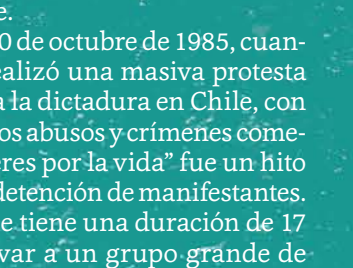 e.
0 de octubre de 1985, cuan-
ealizó una masiva protesta
a la dictadura en Chile, con
os abusos y crímenes come-
eres por la vida” fue un hito
detención de manifestantes.
e tiene una duración de 17
var a un grupo grande de